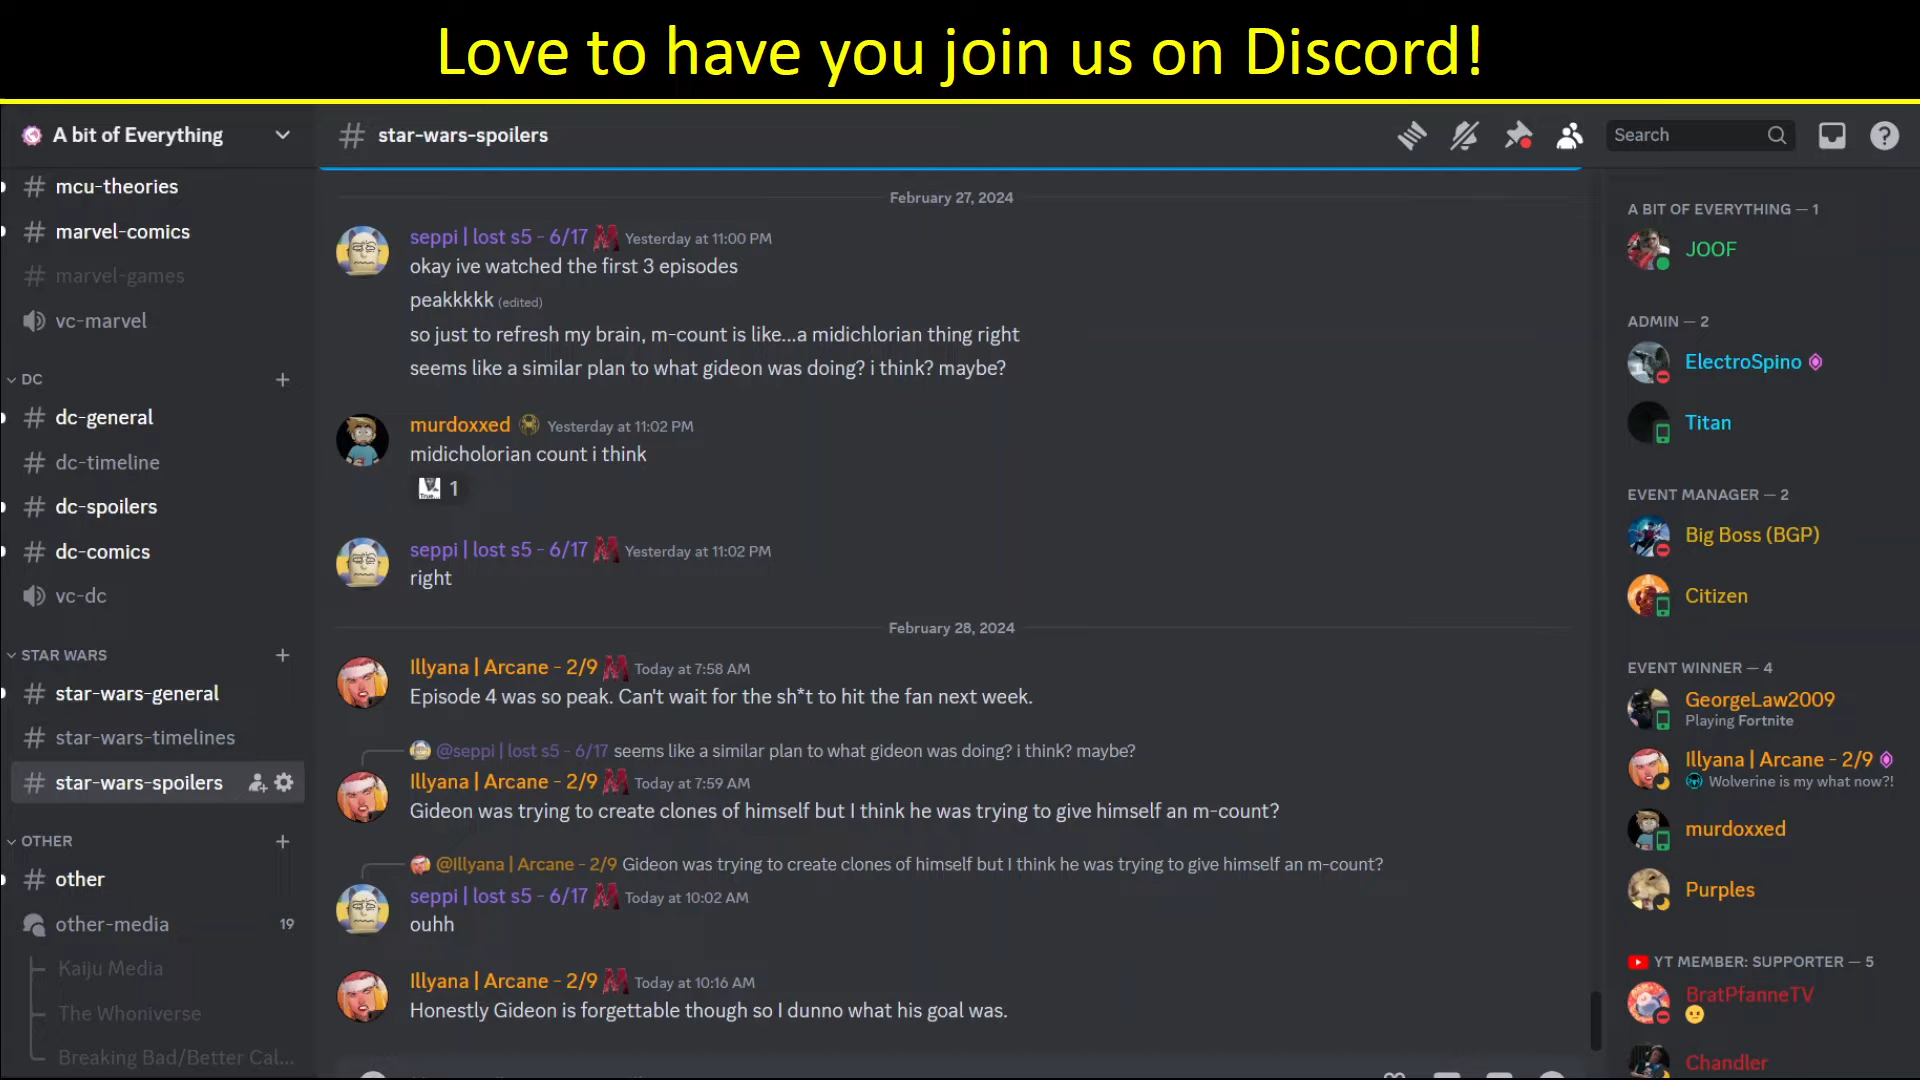 Love to have you join us on Discord!
A bit of Everything
mcu-theories
marvel-comics
marvel-games
vc-marvel
DC
dc-general
dc-timeline
dc-spoilers
dc-comics
vc-dc
STAR WARS
star-wars-general
star-wars-timelines
star-wars-spoilers
OTHER
other
other-media 19
Kaiju Media
The Whoniverse
Breaking Bad/Better Cal...
star-wars-spoilers
Search
February 27, 2024
seppi | lost s5 - 6/17 Yesterday at 11:00 PM
okay ive watched the first 3 episodes
peakkkkk (edited)
so just to refresh my brain, m-count is like...a midichlorian thing right
seems like a similar plan to what gideon was doing? i think? maybe?
murdoxxed Yesterday at 11:02 PM
midicholorian count i think
1
seppi | lost s5 - 6/17 Yesterday at 11:02 PM
right
February 28, 2024
Illyana | Arcane - 2/9 Today at 7:58 AM
Episode 4 was so peak. Can't wait for the sh*t to hit the fan next week.
@seppi | lost s5 - 6/17 seems like a similar plan to what gideon was doing? i think? maybe?
Illyana | Arcane - 2/9 Today at 7:59 AM
Gideon was trying to create clones of himself but I think he was trying to give himself an m-count?
@Illyana | Arcane - 2/9 Gideon was trying to create clones of himself but I think he was trying to give himself an m-count?
seppi | lost s5 - 6/17 Today at 10:02 AM
ouhh
Illyana | Arcane - 2/9 Today at 10:16 AM
Honestly Gideon is forgettable though so I dunno what his goal was.
A BIT OF EVERYTHING — 1
JOOF
ADMIN — 2
ElectroSpino
Titan
EVENT MANAGER — 2
Big Boss (BGP)
Citizen
EVENT WINNER — 4
GeorgeLaw2009
Playing Fortnite
Illyana | Arcane - 2/9
Wolverine is my what now?!
murdoxxed
Purples
YT MEMBER: SUPPORTER — 5
BratPfanneTV
Chandler